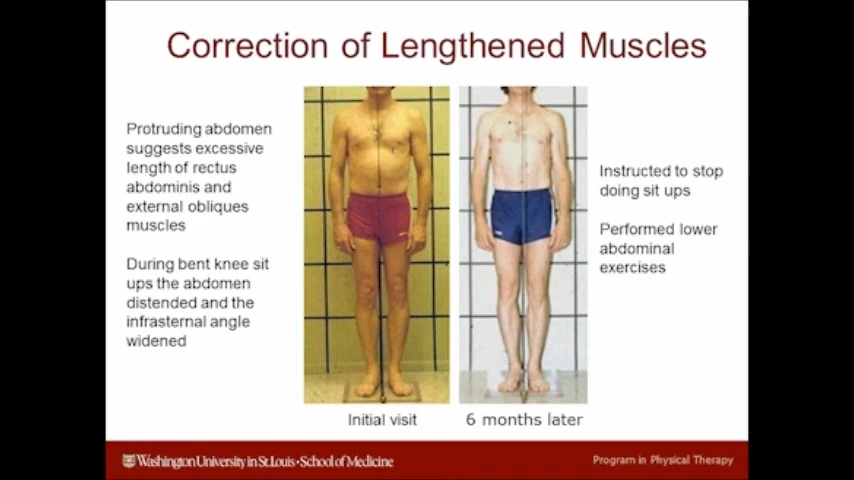 Correction of Lengthened Muscles
Protruding abdomen
suggests excessive
length of rectus
abdominis and
external obliques
muscles
During bent knee sit
ups the abdomen
distended and the
infrasternal angle
widened
Instructed to stop
doing sit ups
Performed lower
abdominal
exercises
Initial visit
6 months later
Washington University in St. Louis • School of Medicine
Program in Physical Therapy